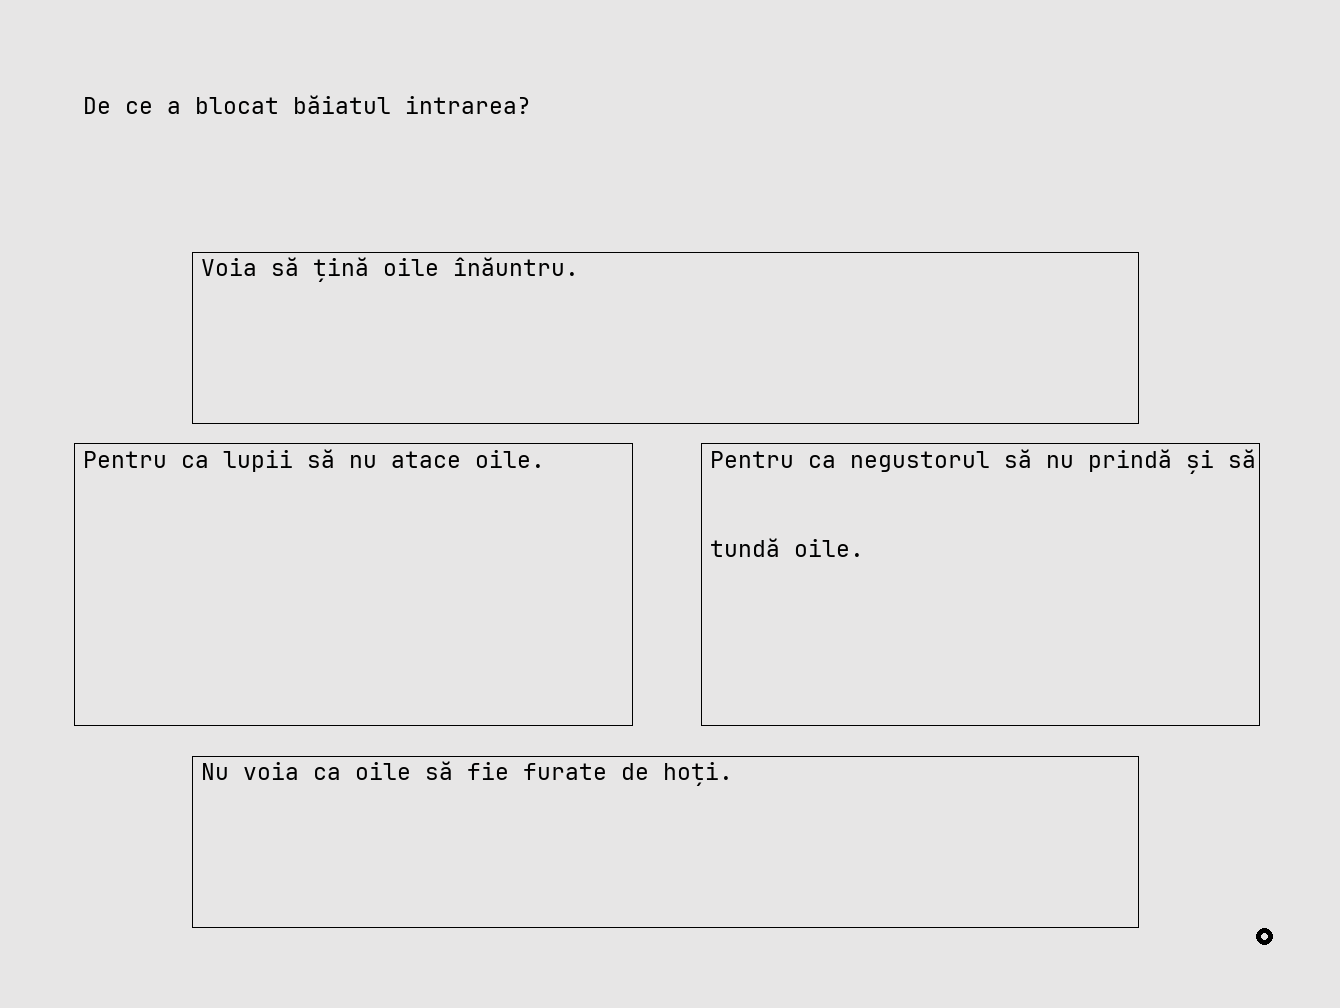 De ce a blocat băiatul intrarea?
Voia să țină oile înăuntru.
Pentru ca lupii să nu atace oile.
Pentru ca negustorul să nu prindă și să
tundă oile.
Nu voia ca oile să fie furate de hoți.